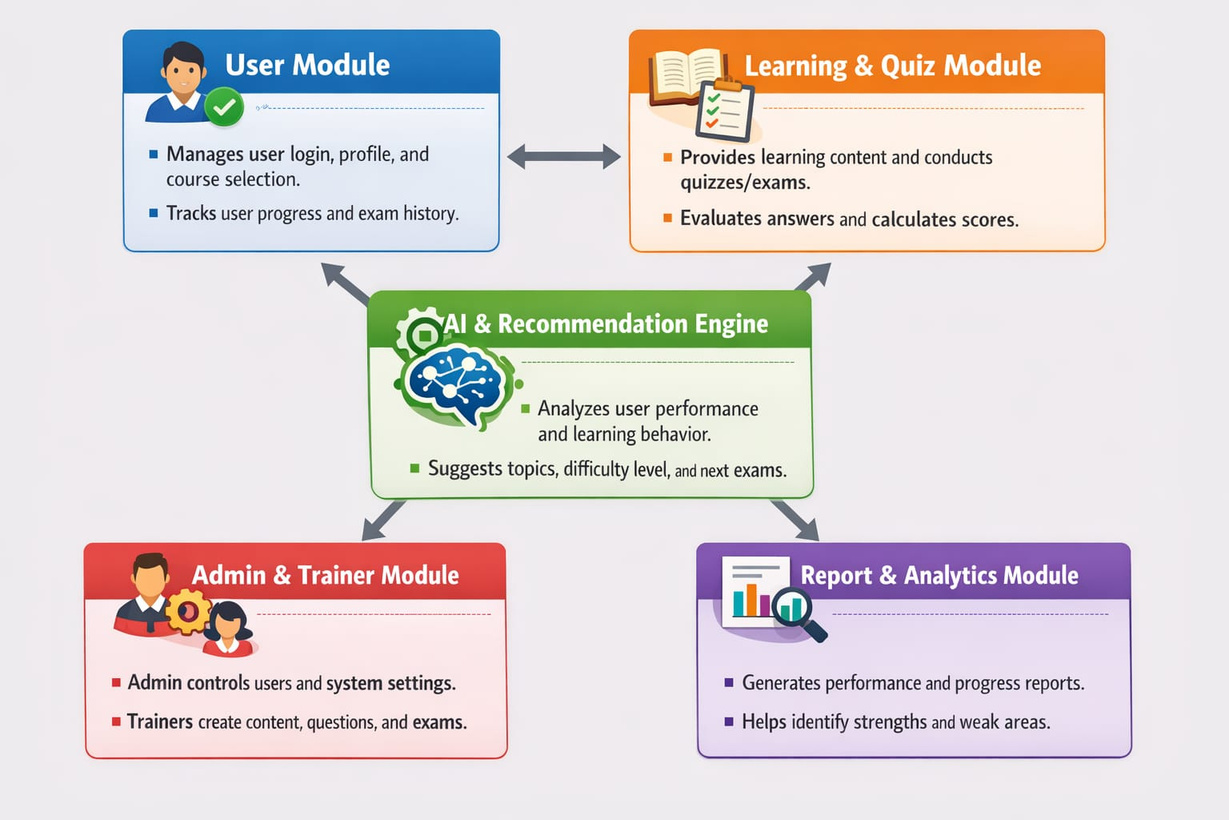 User Module
Manages user login, profile, and
course selection.
Tracks user progress and exam history.
Learning & Quiz Module
Provides learning content and conducts
quizzes/exams.
Evaluates answers and calculates scores.
AI & Recommendation Engine
Analyzes user performance
and learning behavior.
Suggests topics, difficulty level, and next exams.
Admin & Trainer Module
Admin controls users and system settings.
Trainers create content, questions, and exams.
Report & Analytics Module
Generates performance and progress reports.
Helps identify strengths and weak areas.